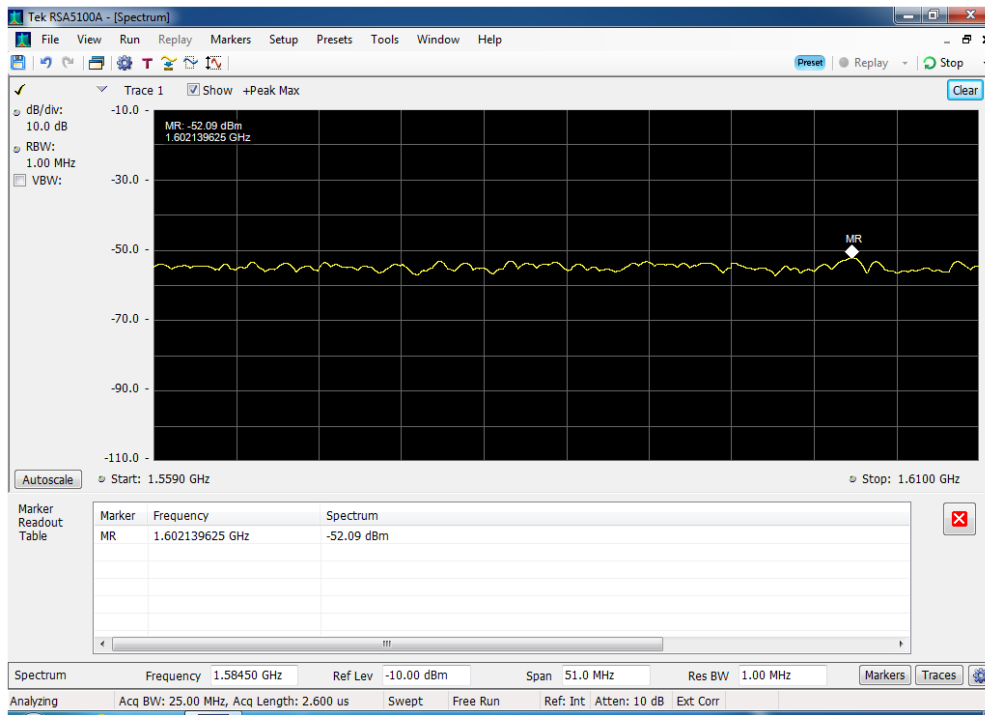 Tek RSA5100A - [Spectrum]
File View Run Replay Markers Setup Presets Tools Window Help
T Preset Replay Stop
Trace 1 Show +Peak Max Clear
dB/div:
10.0 dB
RBW:
1.00 MHz
VBW:
-10.0
MR: -52.09 dBm
1.602139625 GHz
-30.0
-50.0
MR
-70.0
-90.0
-110.0
Autoscale Start: 1.5590 GHz Stop: 1.6100 GHz
Marker
Readout
Table
Marker Frequency Spectrum
MR 1.602139625 GHz -52.09 dBm
Spectrum Frequency 1.58450 GHz Ref Lev -10.00 dBm Span 51.0 MHz Res BW 1.00 MHz Markers Traces
Analyzing Acq BW: 25.00 MHz, Acq Length: 2.600 us Swept Free Run Ref: Int Atten: 10 dB Ext Corr